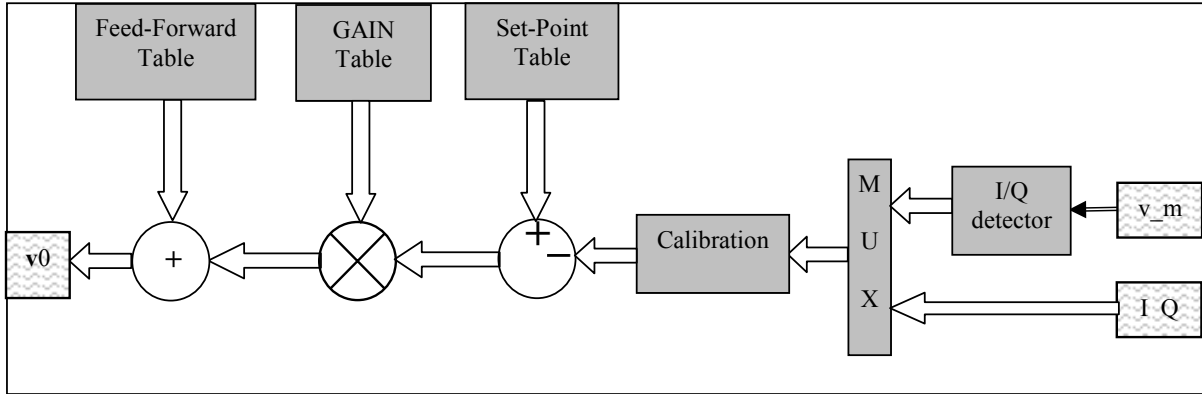 Feed-Forward
Table
GAIN
Table
Set-Point
Table
M
U
X
I/Q
detector
v_m
Calibration
+
−
+
v0
I Q